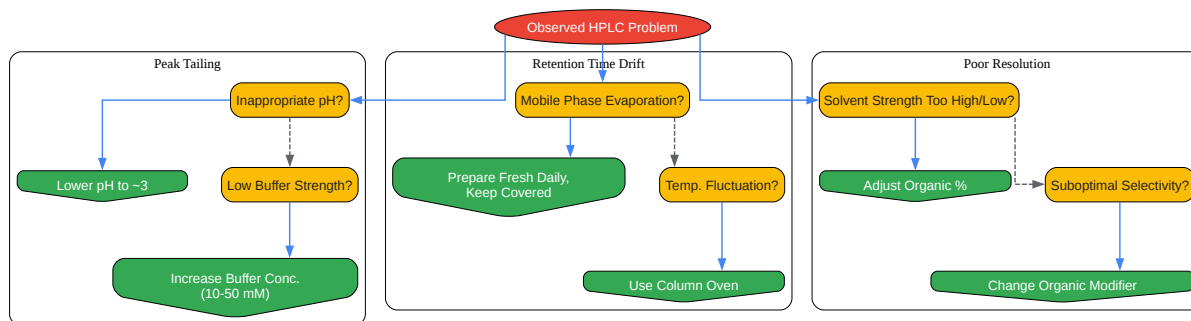 Observed HPLC Problem
Peak Tailing
Inappropriate pH?
Lower pH to ~3
Low Buffer Strength?
Increase Buffer Conc.
(10-50 mM)
Retention Time Drift
Mobile Phase Evaporation?
Prepare Fresh Daily,
Keep Covered
Temp. Fluctuation?
Use Column Oven
Poor Resolution
Solvent Strength Too High/Low?
Adjust Organic %
Suboptimal Selectivity?
Change Organic Modifier